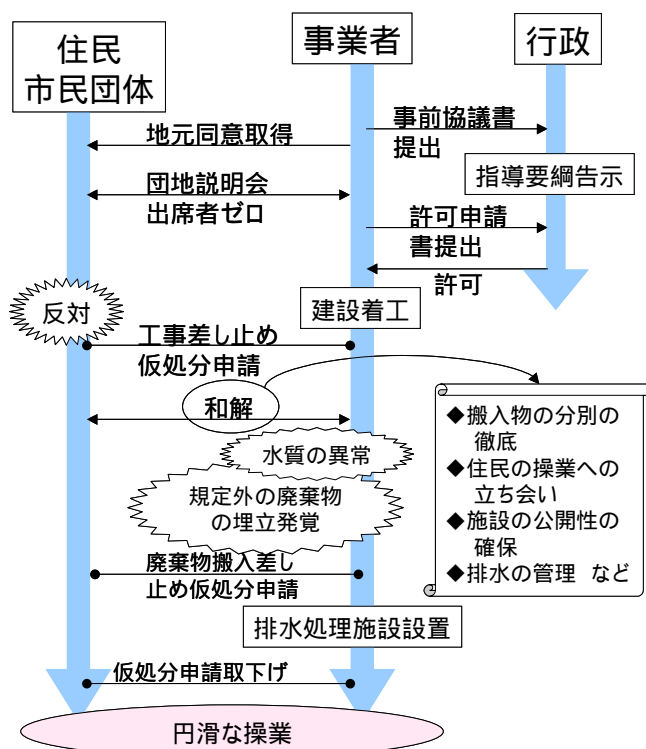 住民
市民団体
事業者
行政
事前協議書
提出
地元同意取得
指導要綱告示
団地説明会
出席者ゼロ
許可申請
書提出
許可
反対
建設着工
工事差し止め
仮処分申請
和解
◆搬入物の分別の
徹底
◆住民の操業への
立ち会い
◆施設の公開性の
確保
◆排水の管理 など
水質の異常
規定外の廃棄物
の埋立発覚
廃棄物搬入差し
止め仮処分申請
排水処理施設設置
仮処分申請取下げ
円滑な操業